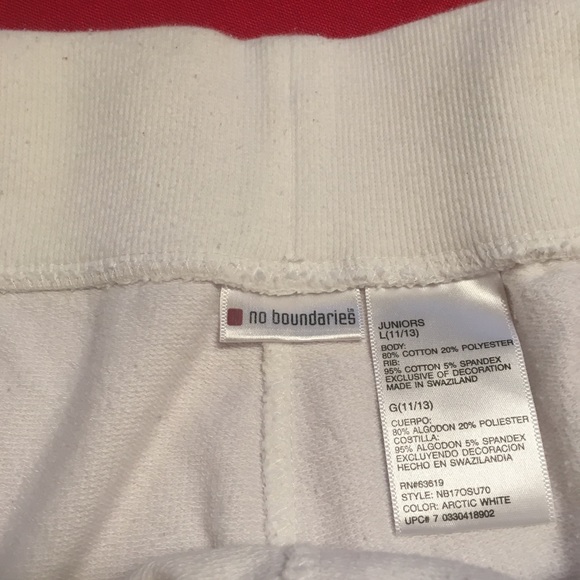 no boundaries
JUNIORS
L(11/13)
BODY:
80% COTTON 20% POLYESTER
RIB:
95% COTTON 5% SPANDEX
EXCLUSIVE OF DECORATION
MADE IN SWAZILAND
G(11/13)
CUERPO:
80% ALGODON 20% POLIESTER
COSTILLA:
95% ALGODON 5% SPANDEX
EXCLUYENDO DECORACION
HECHO EN SWAZILANDIA
RN#63619
STYLE: NB17OSU70
COLOR: ARCTIC WHITE
UPC# 7 0330418902